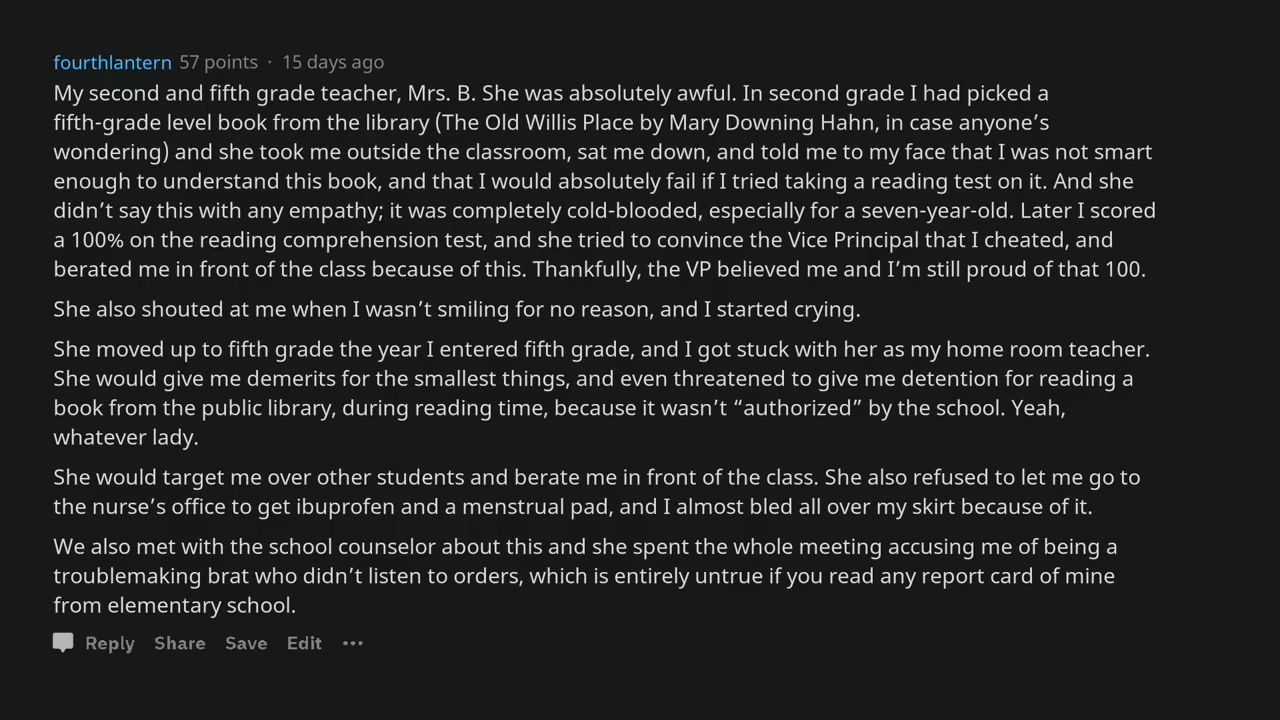 fourthlantern 57 points · 15 days ago
My second and fifth grade teacher, Mrs. B. She was absolutely awful. In second grade I had picked a
fifth-grade level book from the library (The Old Willis Place by Mary Downing Hahn, in case anyone’s
wondering) and she took me outside the classroom, sat me down, and told me to my face that I was not smart
enough to understand this book, and that I would absolutely fail if I tried taking a reading test on it. And she
didn’t say this with any empathy; it was completely cold-blooded, especially for a seven-year-old. Later I scored
a 100% on the reading comprehension test, and she tried to convince the Vice Principal that I cheated, and
berated me in front of the class because of this. Thankfully, the VP believed me and I’m still proud of that 100.
She also shouted at me when I wasn’t smiling for no reason, and I started crying.
She moved up to fifth grade the year I entered fifth grade, and I got stuck with her as my home room teacher.
She would give me demerits for the smallest things, and even threatened to give me detention for reading a
book from the public library, during reading time, because it wasn’t “authorized” by the school. Yeah,
whatever lady.
She would target me over other students and berate me in front of the class. She also refused to let me go to
the nurse’s office to get ibuprofen and a menstrual pad, and I almost bled all over my skirt because of it.
We also met with the school counselor about this and she spent the whole meeting accusing me of being a
troublemaking brat who didn’t listen to orders, which is entirely untrue if you read any report card of mine
from elementary school.
Reply Share Save Edit ···